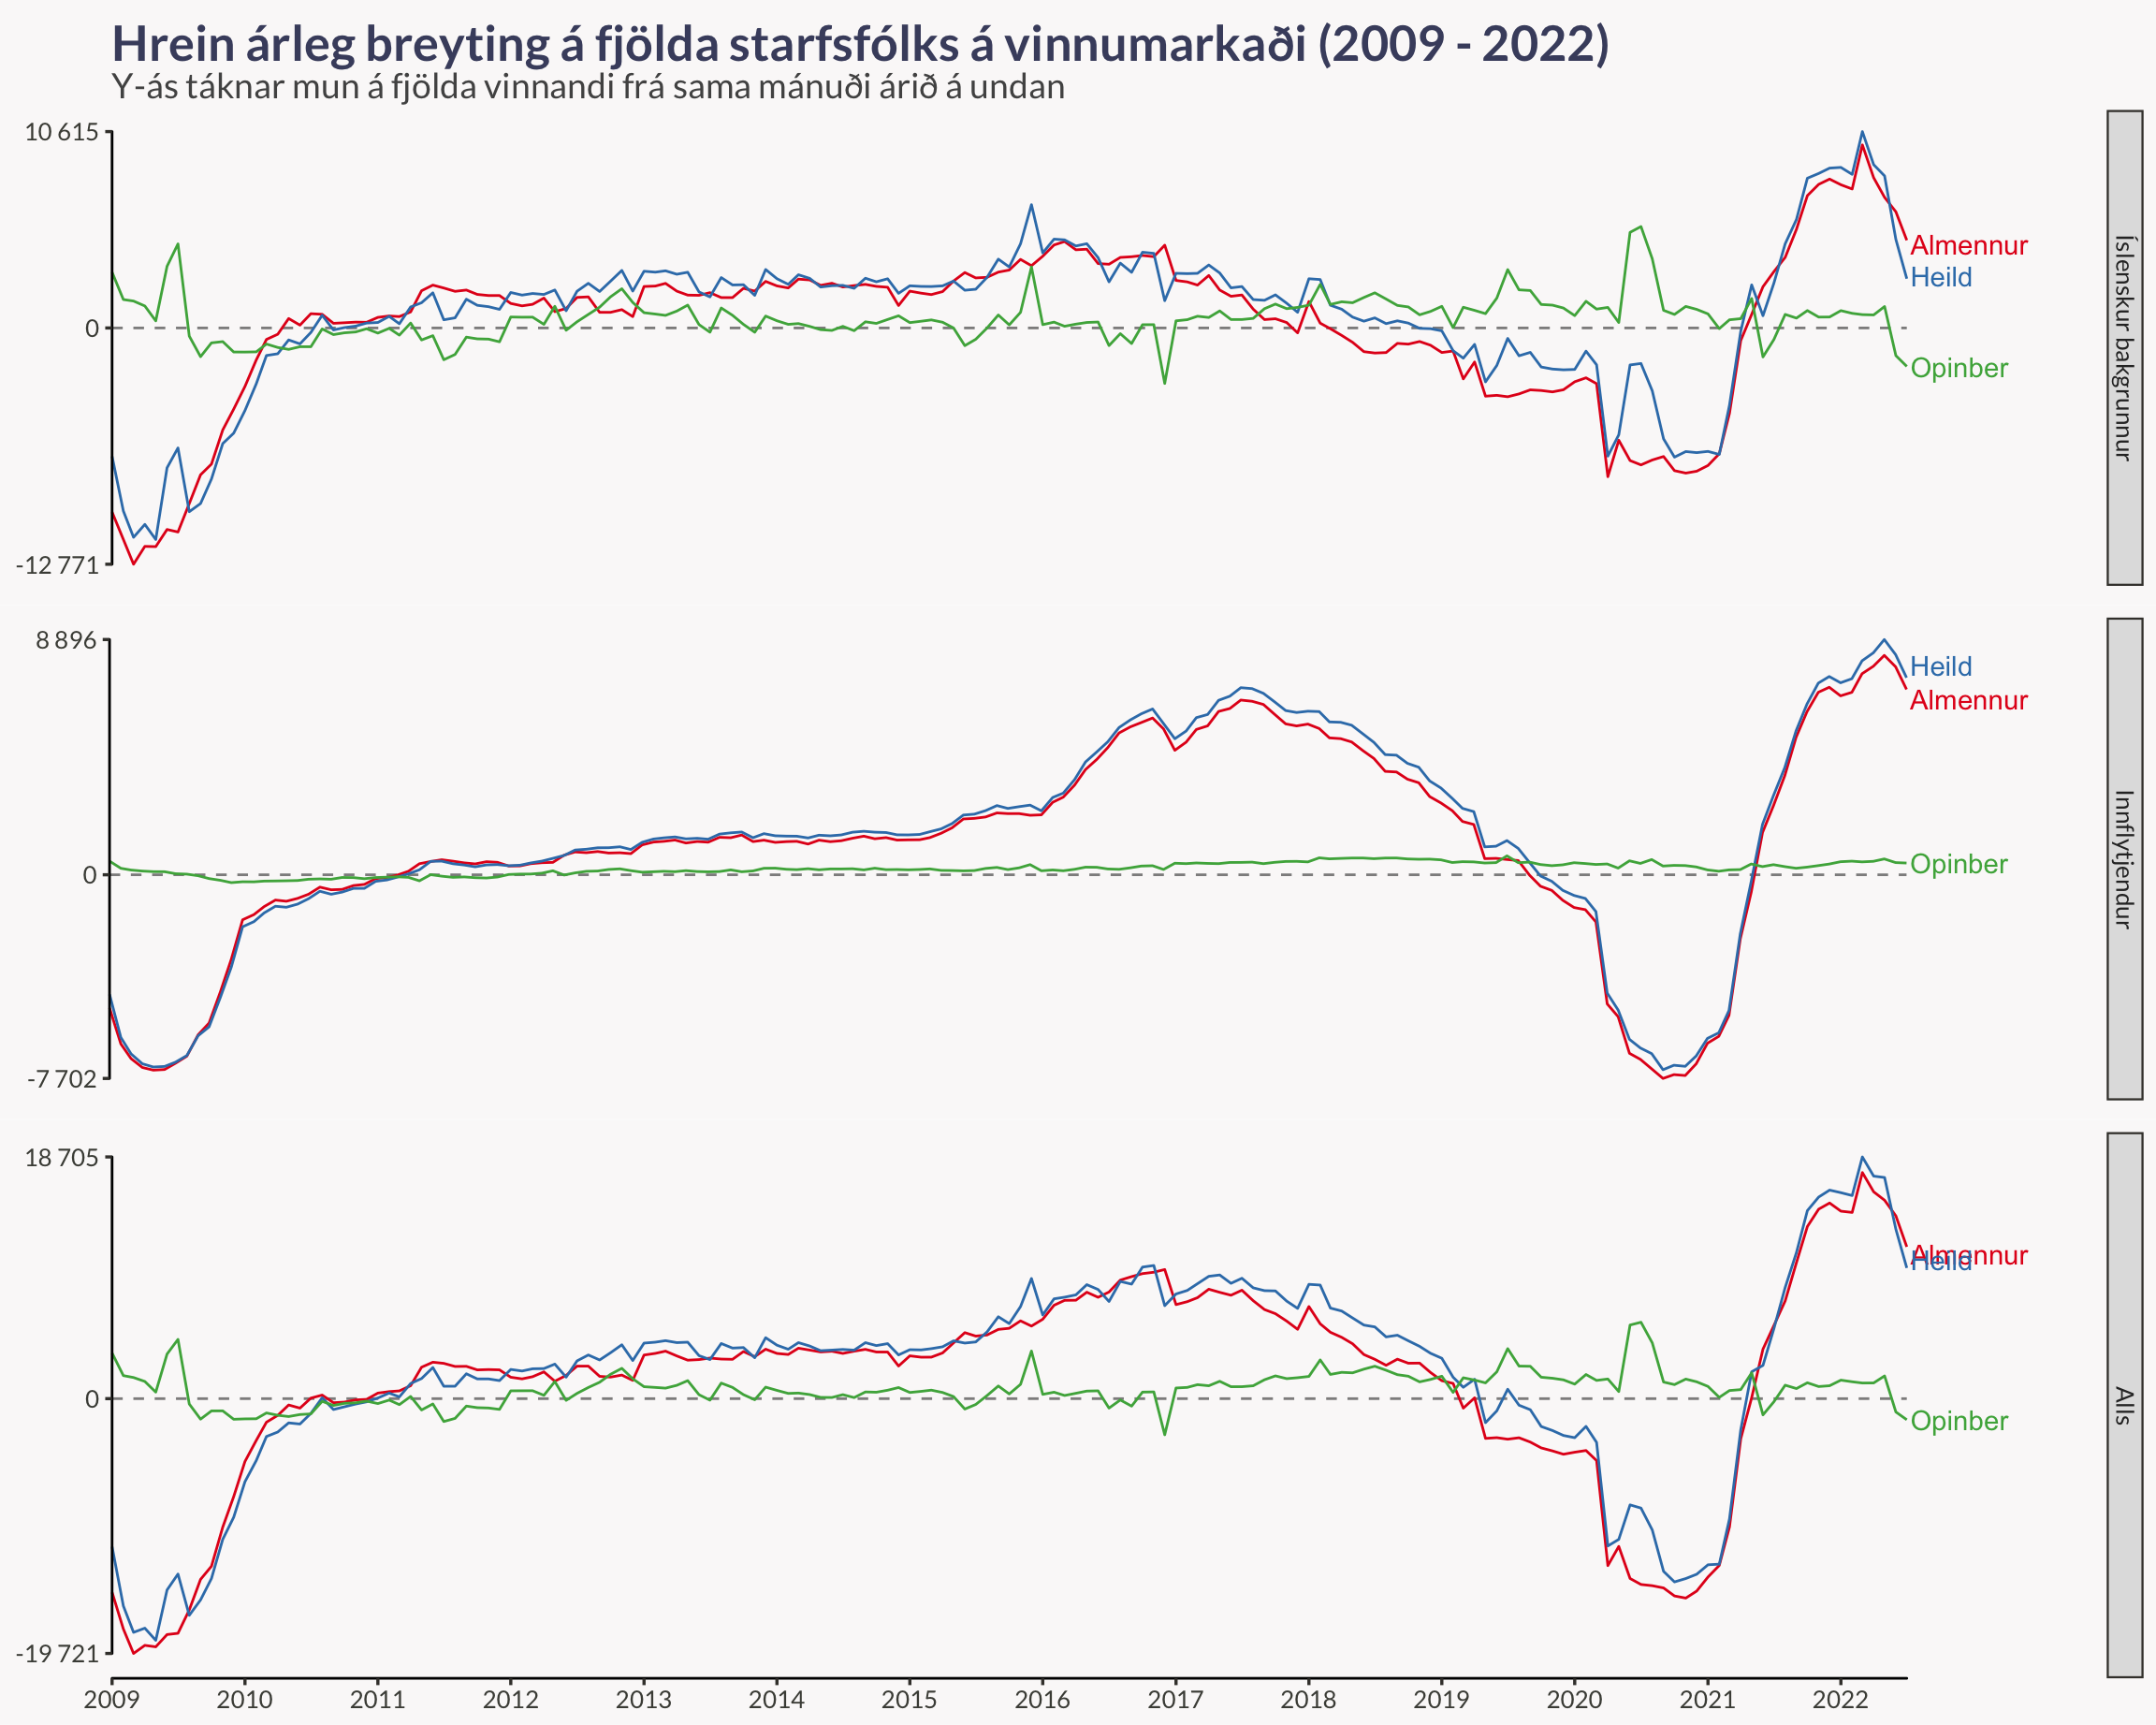 Hrein árleg breyting á fjölda starfsfólks á vinnumarkaði (2009 - 2022)
Y-ás táknar mun á fjölda vinnandi frá sama mánuði árið á undan
10 615
0
-12 771
Almennur
Heild
Opinber
Íslenskur bakgrunnur
8 896
0
-7 702
Heild
Almennur
Opinber
Innflytjendur
18 705
0
-19 721
Almennur
Heild
Opinber
Alls
2009 2010 2011 2012 2013 2014 2015 2016 2017 2018 2019 2020 2021 2022